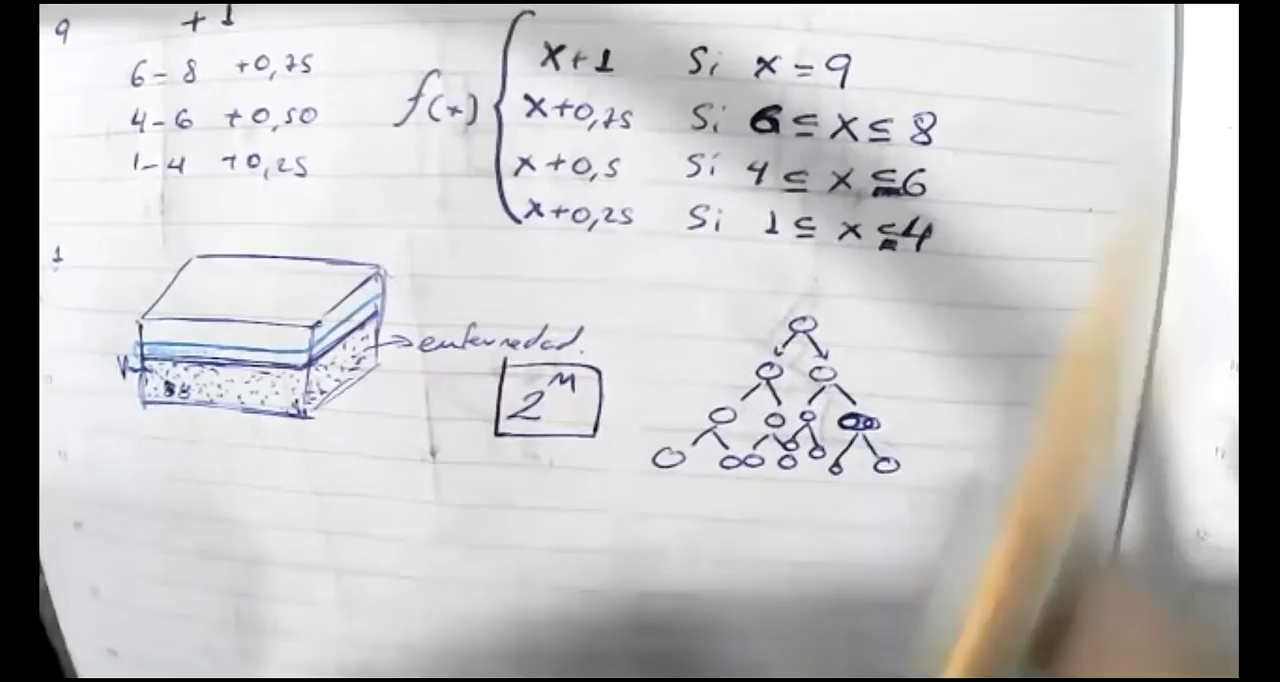 9 +1
6-8 +0,75
4-6 +0,50
1-4 +0,25
f(x) {
x+1 Si x=9
x+0,75 Si 6≤x≤8
x+0,5 Si 4≤x≤6
x+0,25 Si 1≤x≤4
1
enfermedad.
2^M